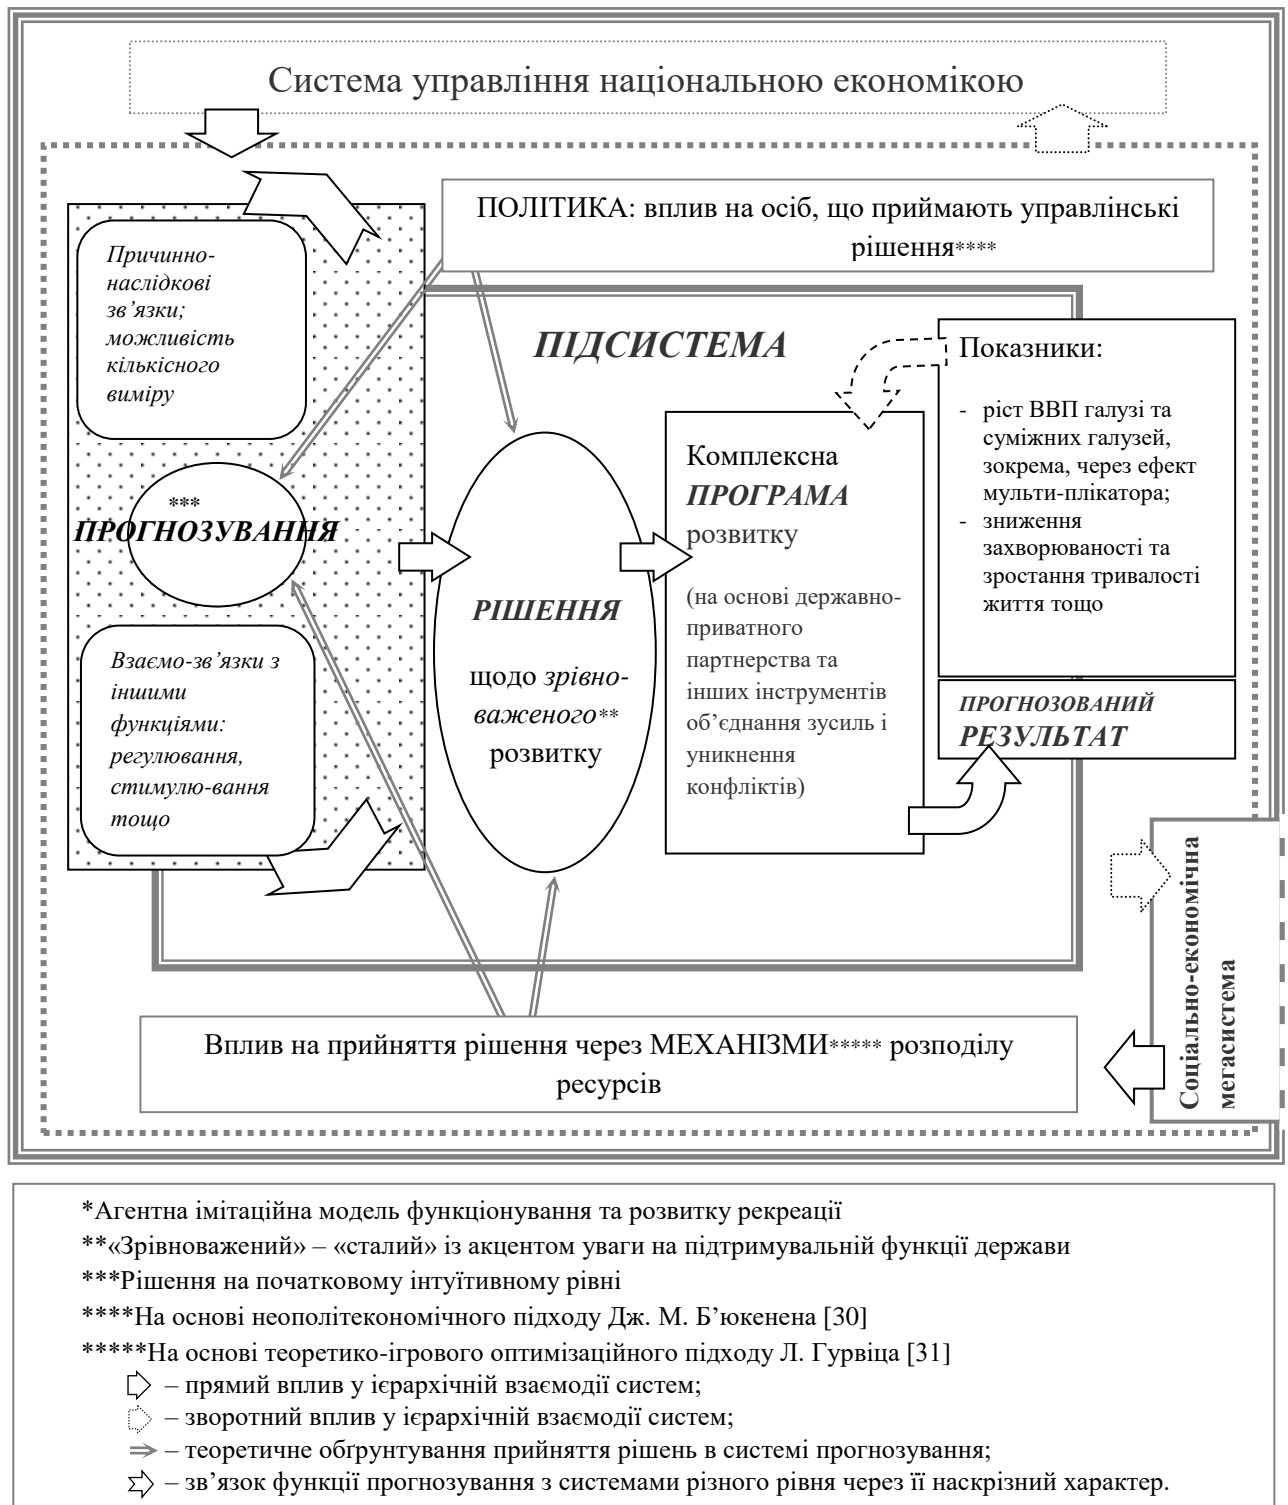 Система управління національною економікою
ПОЛІТИКА: вплив на осіб, що приймають управлінські
рішення****
Причинно-
наслідкові
зв’язки;
можливість
кількісного
виміру
***
ПРОГНОЗУВАННЯ
Взаємо-зв’язки з
іншими
функціями:
регулювання,
стимулю-вання
тощо
ПІДСИСТЕМА
РІШЕННЯ
щодо зрівно-
важеного**
розвитку
Комплексна
ПРОГРАМА
розвитку
(на основі державно-
приватного
партнерства та
інших інструментів
об’єднання зусиль і
уникнення
конфліктів)
Показники:
- ріст ВВП галузі та
суміжних галузей,
зокрема, через ефект
мульти-плікатора;
- зниження
захворюваності та
зростання тривалості
життя тощо
ПРОГНОЗОВАНИЙ
РЕЗУЛЬТАТ
Соціально-економічна
мегасистема
Вплив на прийняття рішення через МЕХАНІЗМИ***** розподілу
ресурсів
*Агентна імітаційна модель функціонування та розвитку рекреації
**«Зрівноважений» – «сталий» із акцентом уваги на підтримувальній функції держави
***Рішення на початковому інтуїтивному рівні
****На основі неополітекономічного підходу Дж. М. Б’юкенена [30]
*****На основі теоретико-ігрового оптимізаційного підходу Л. Гурвіца [31]
– прямий вплив у ієрархічній взаємодії систем;
– зворотний вплив у ієрархічній взаємодії систем;
– теоретичне обґрунтування прийняття рішень в системі прогнозування;
– зв’язок функції прогнозування з системами різного рівня через її наскрізний характер.